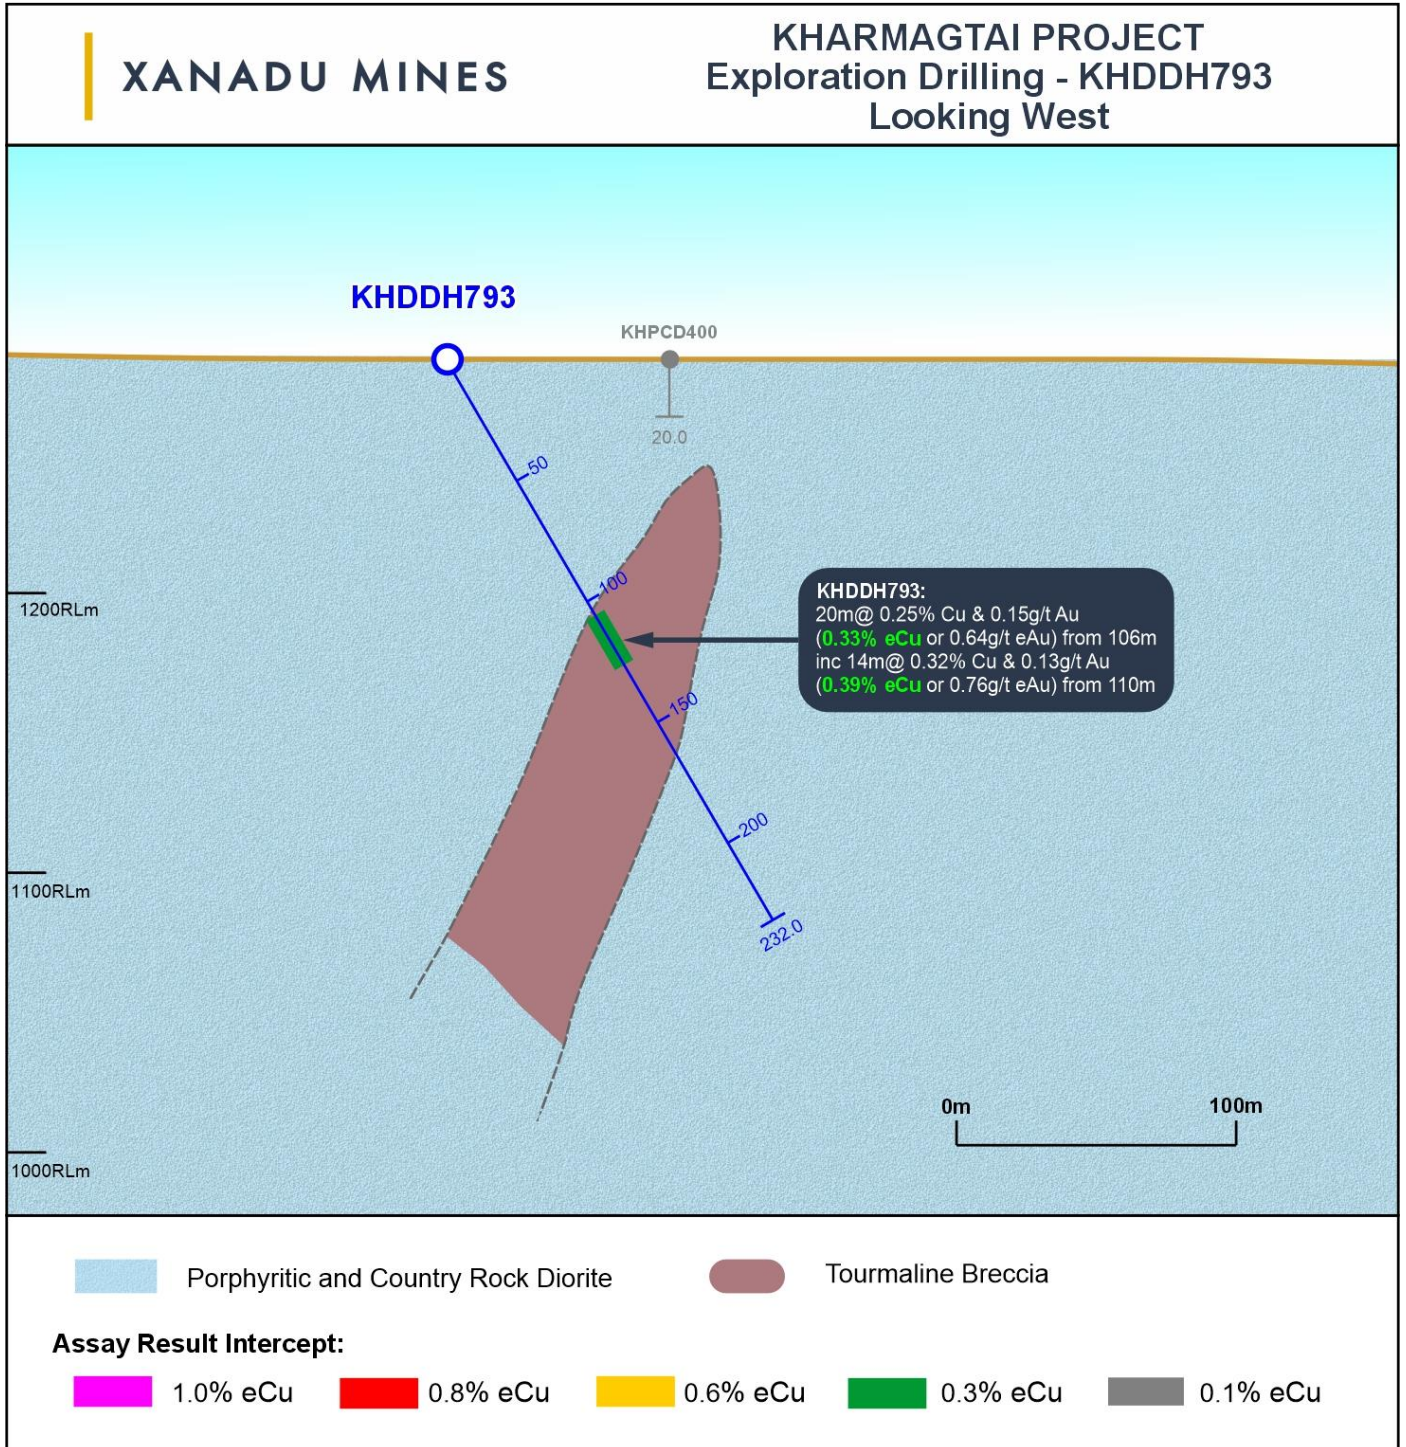 XANADU MINES
KHARMAGTAI PROJECT
Exploration Drilling - KHDDH793
Looking West
KHDDH793
KHPCD400
20.0
50
100
150
200
232.0
1200RLm
1100RLm
1000RLm
KHDDH793:
20m@ 0.25% Cu & 0.15g/t Au
(0.33% eCu or 0.64g/t eAu) from 106m
inc 14m@ 0.32% Cu & 0.13g/t Au
(0.39% eCu or 0.76g/t eAu) from 110m
0m 100m
Porphyritic and Country Rock Diorite
Tourmaline Breccia
Assay Result Intercept:
1.0% eCu 0.8% eCu 0.6% eCu 0.3% eCu 0.1% eCu